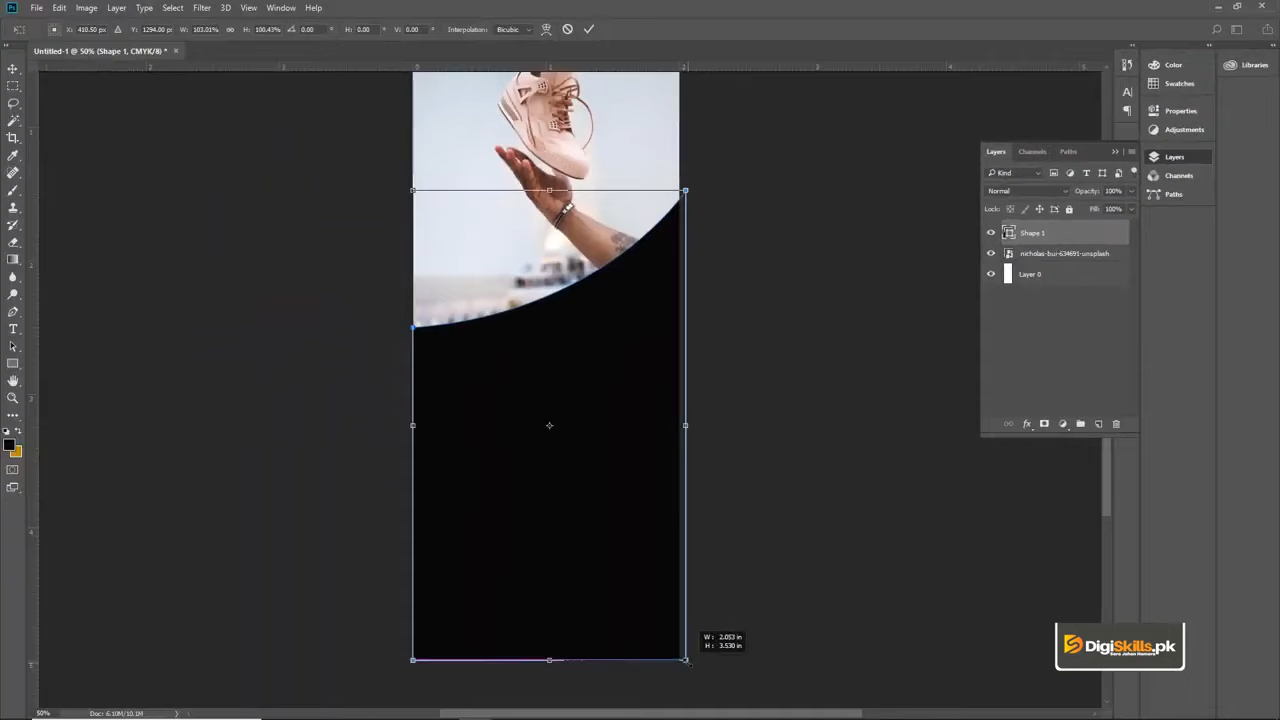 Ps File Edit Image Layer Type Select Filter 3D View Window Help
X: 410.50 px Y: 1294.00 px W: 103.01% H: 100.43% 0.00 ° H: 0.00 ° V: 0.00 ° Interpolation: Bicubic
Untitled-1 @ 50% (Shape 1, CMYK/8) * ×
Color
Libraries
Swatches
Properties
Adjustments
Layers
Channels
Paths
Layers Channels Paths
Kind
Normal Opacity: 100%
Lock: Fill: 100%
Shape 1
nicholas-bui-634691-unsplash
Layer 0
W: 2.053 in
H: 3.530 in
DigiSkills.pk
50% Doc: 6.10M/10.1M